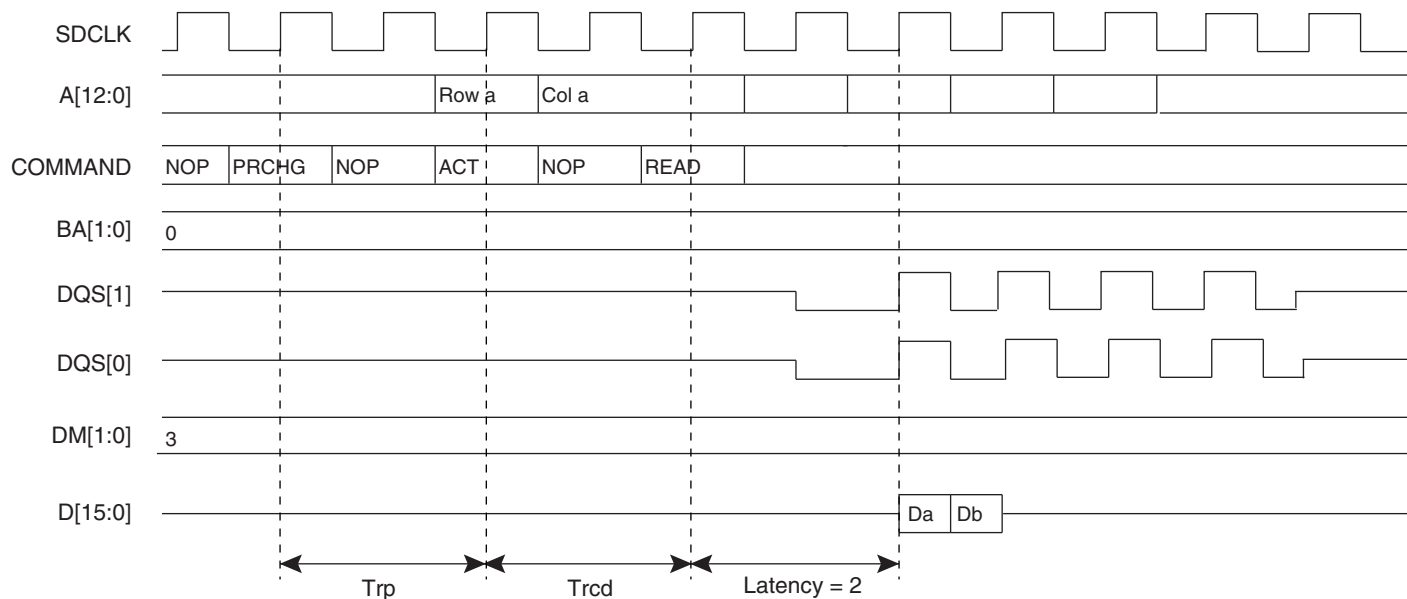 SDCLK
A[12:0] Row a Col a
COMMAND NOP PRCHG NOP ACT NOP READ
BA[1:0] 0
DQS[1]
DQS[0]
DM[1:0] 3
D[15:0] Da Db
Trp Trcd Latency = 2